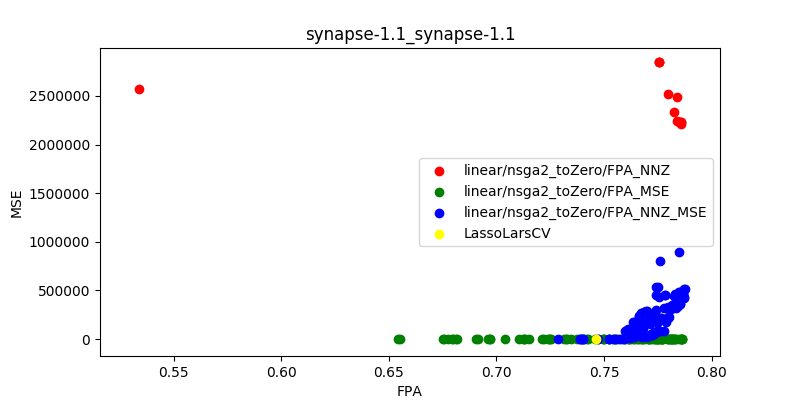 synapse-1.1_synapse-1.1
MSE
2500000
2000000
1500000
1000000
500000
0
linear/nsga2_toZero/FPA_NNZ
linear/nsga2_toZero/FPA_MSE
linear/nsga2_toZero/FPA_NNZ_MSE
LassoLarsCV
0.55 0.60 0.65 0.70 0.75 0.80
FPA